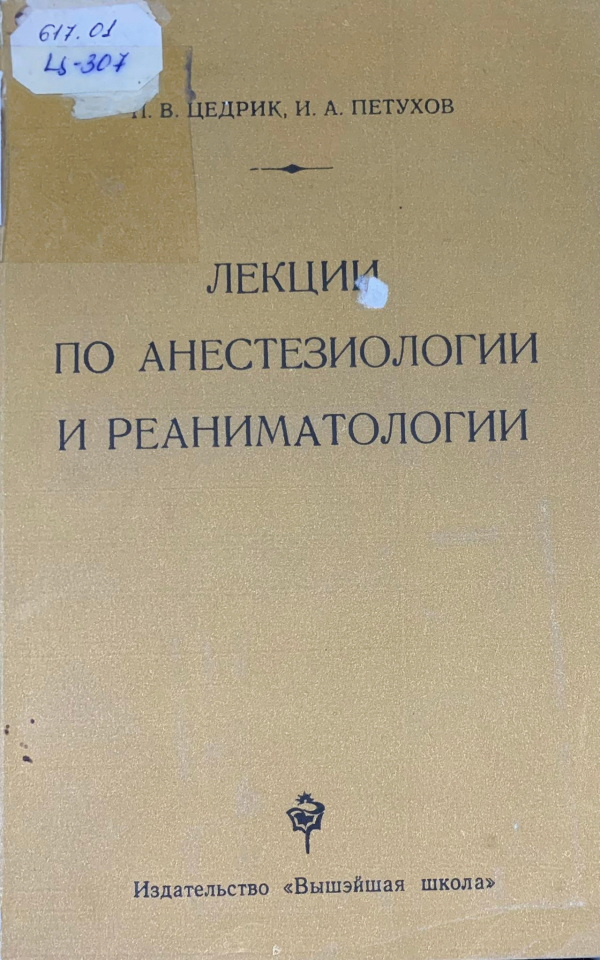 617.01
Ц-307
В. ЦЕДРИК, И. А. ПЕТУХОВ
ЛЕКЦИИ
ПО АНЕСТЕЗИОЛОГИИ
И РЕАНИМАТОЛОГИИ
Издательство «Вышэйшая школа»